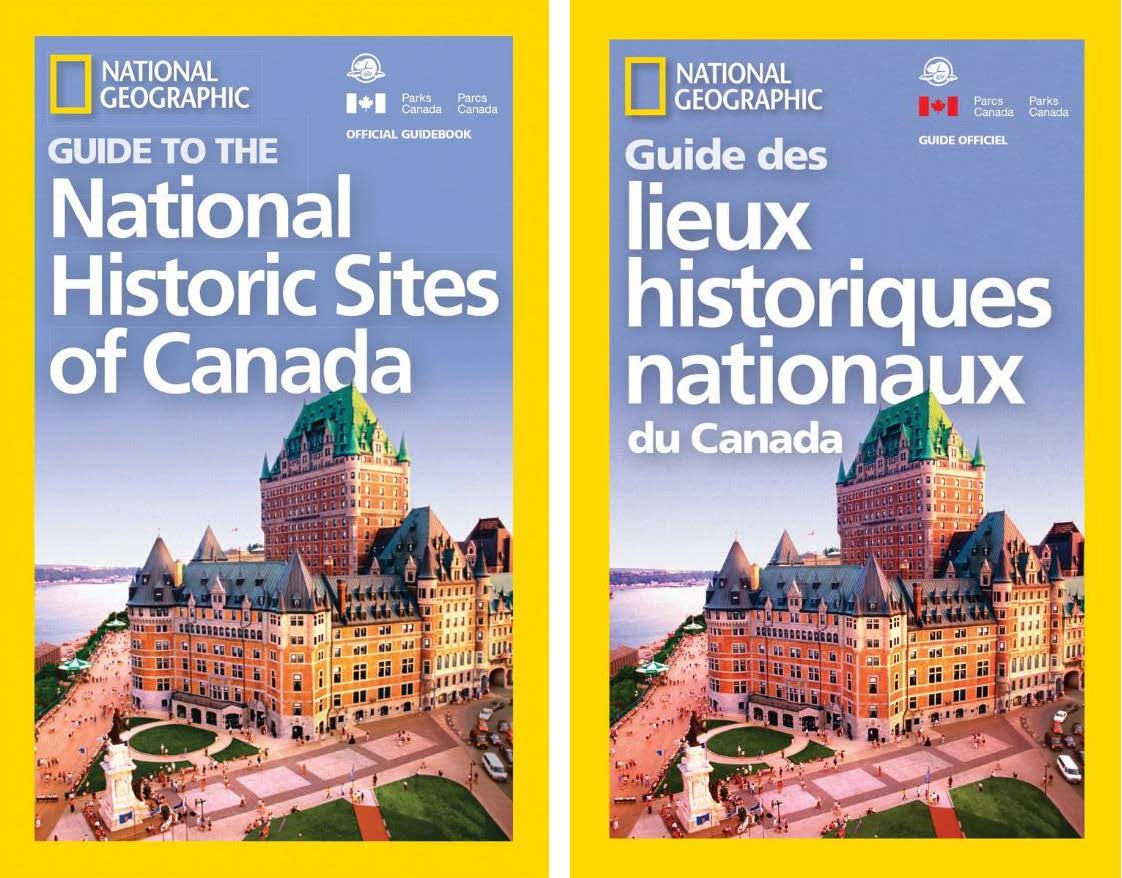 NATIONAL
GEOGRAPHIC
Parks
Canada
Parcs
Canada
OFFICIAL GUIDEBOOK
GUIDE TO THE
National
Historic Sites
of Canada
NATIONAL
GEOGRAPHIC
Parcs
Canada
Parks
Canada
GUIDE OFFICIEL
Guide des
lieux
historiques
nationaux
du Canada